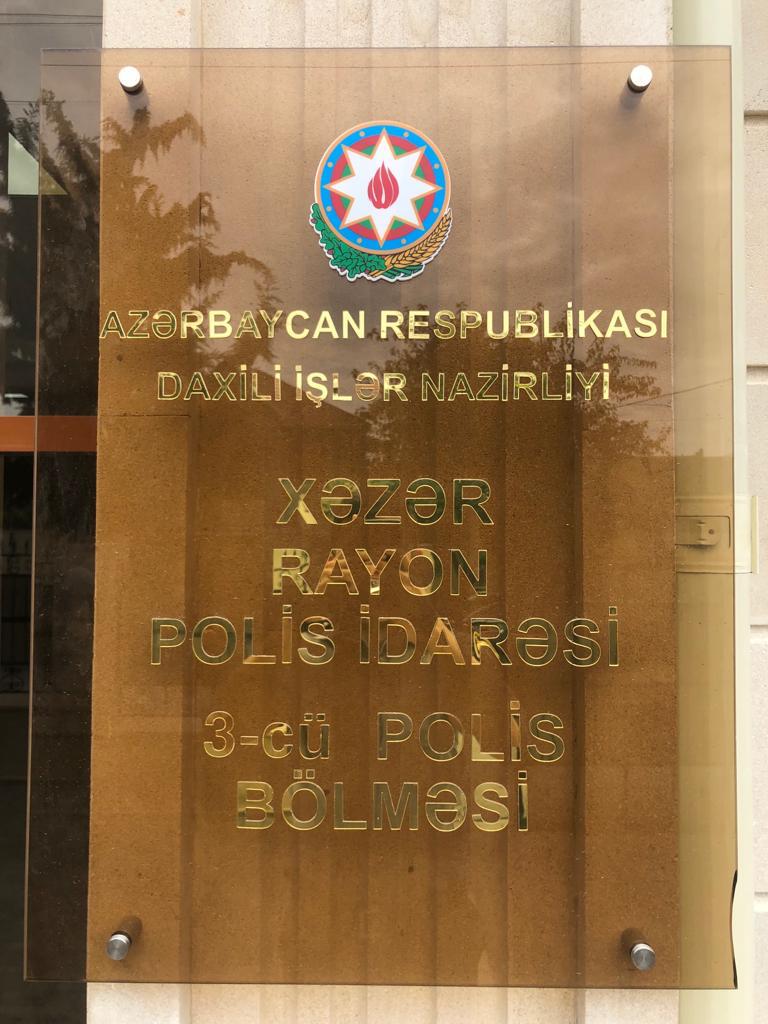 AZƏRBAYCAN RESPUBLİKASI
DAXİLİ İŞLƏR NAZİRLİYİ
XƏZƏR
RAYON
POLİS İDARƏSİ
3-cü POLİS
BÖLMƏSİ